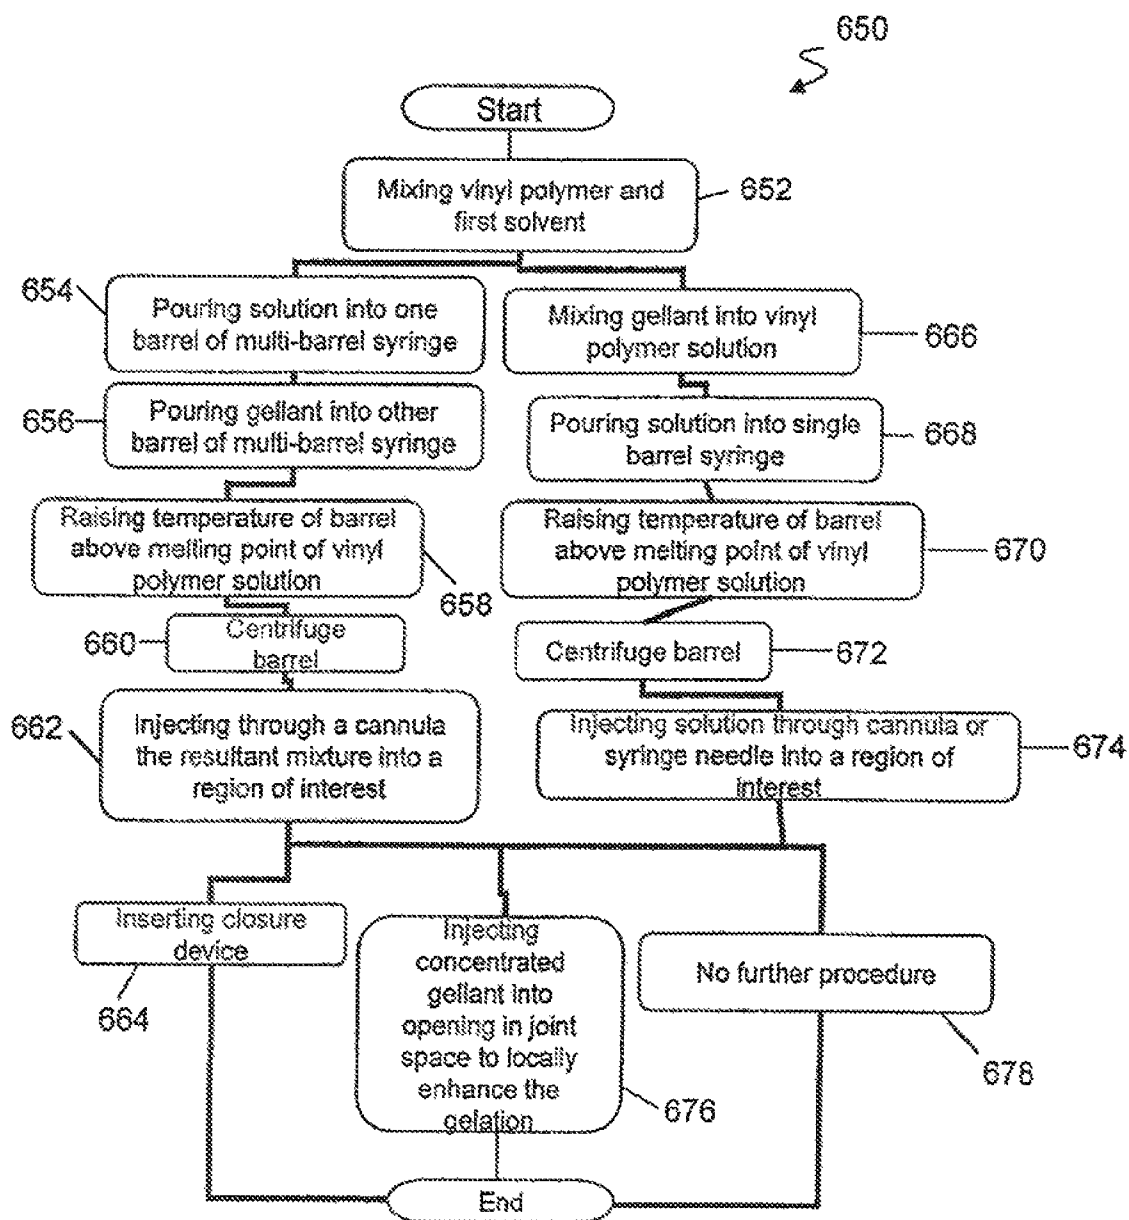 650
Start
Mixing vinyl polymer and
first solvent
652
654
Pouring solution into one
barrel of multi-barrel syringe
Mixing gellant into vinyl
polymer solution
666
656
Pouring gellant into other
barrel of multi-barrel syringe
Pouring solution into single
barrel syringe
668
Raising temperature of barrel
above melting point of vinyl
polymer solution
658
Raising temperature of barrel
above melting point of vinyl
polymer solution
670
660
Centrifuge
barrel
Centrifuge barrel
672
662
Injecting through a cannula
the resultant mixture into a
region of interest
Injecting solution through cannula or
syringe needle into a region of
interest
674
Inserting closure
device
664
Injecting
concentrated
gellant into
opening in joint
space to locally
enhance the
gelation
676
No further procedure
678
End